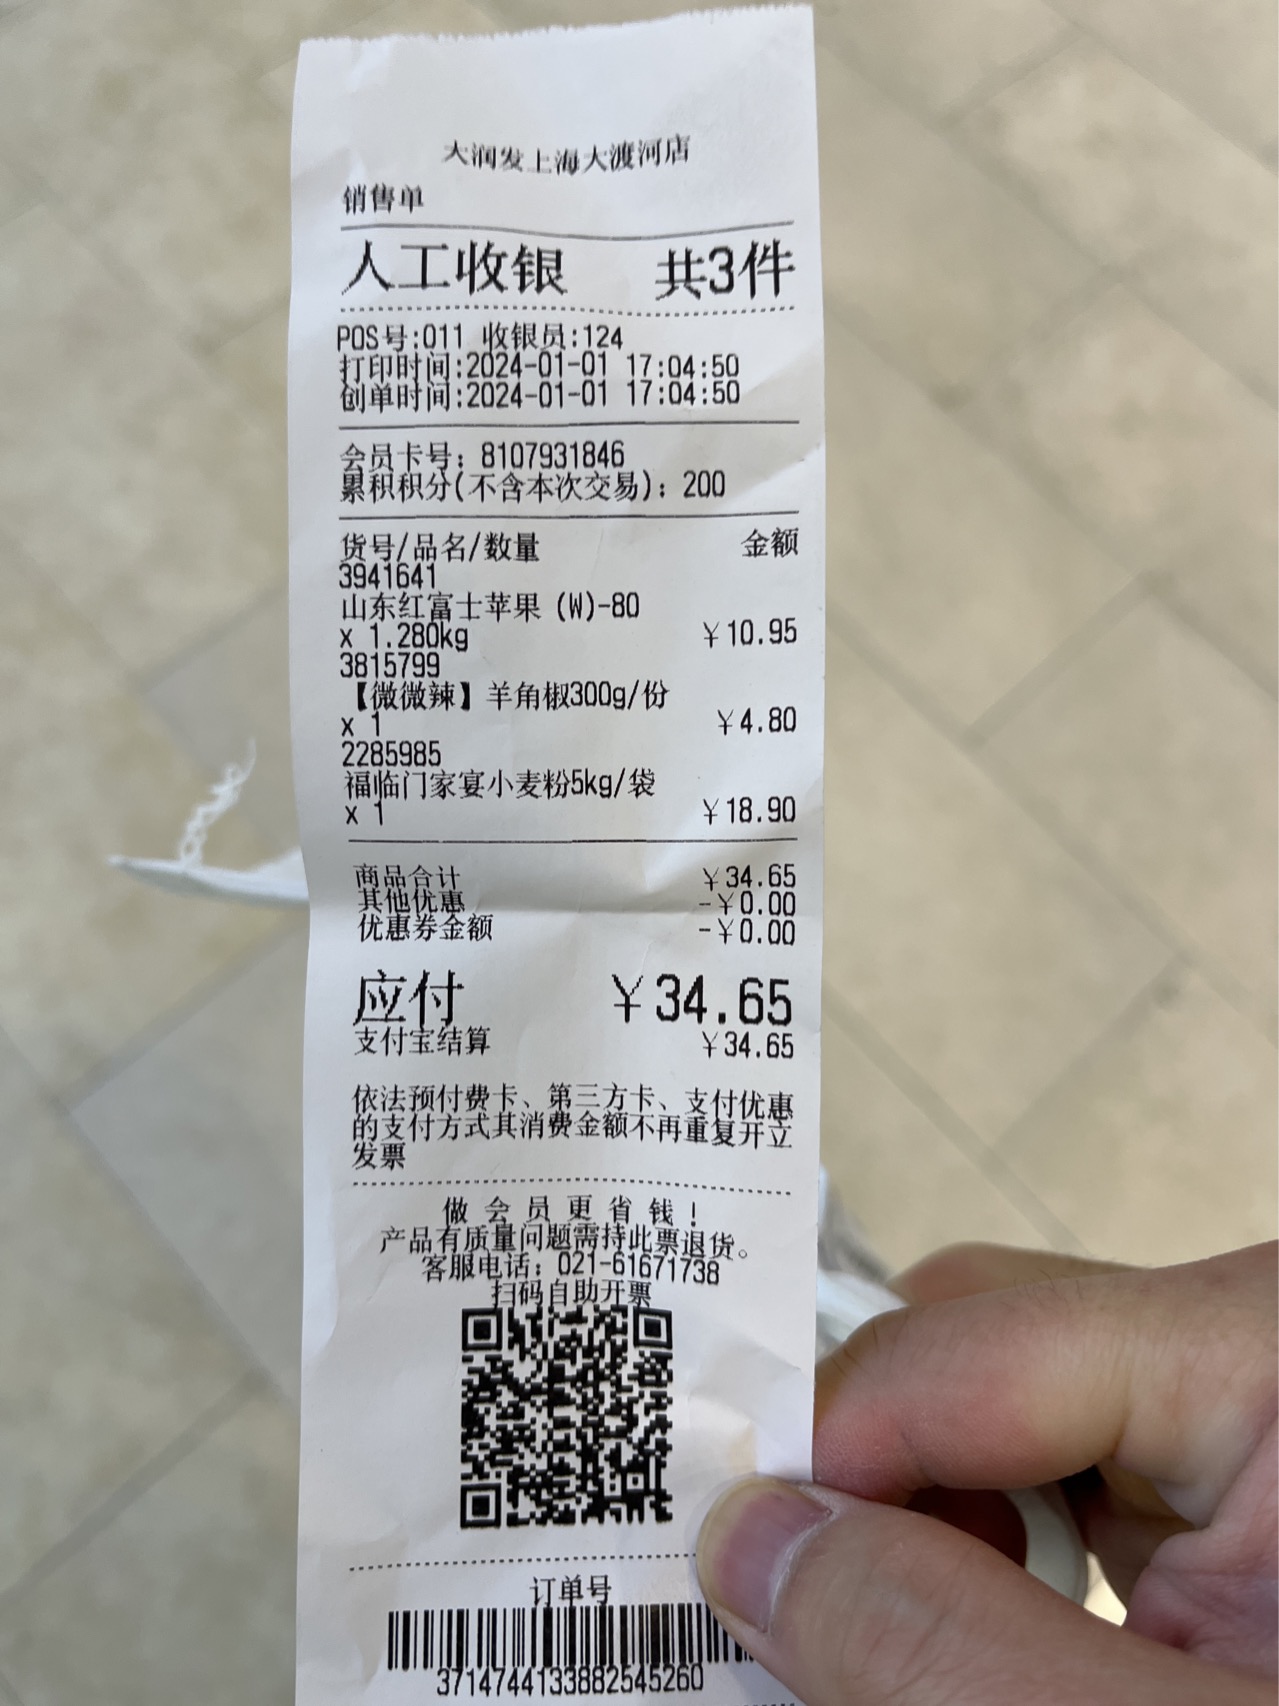 大润发上海大渡河店
销售单
人工收银 共3件
POS号:011 收银员:124
打印时间:2024-01-01 17:04:50
创单时间:2024-01-01 17:04:50
会员卡号：8107931846
累积积分(不含本次交易)：200
货号/品名/数量 金额
3941641
山东红富士苹果 (W)-80
x 1.280kg ￥10.95
3815799
【微微辣】羊角椒300g/份
x 1 ￥4.80
2285985
福临门家宴小麦粉5kg/袋
x 1 ￥18.90
商品合计 ￥34.65
其他优惠 -￥0.00
优惠券金额 -￥0.00
应付 ￥34.65
支付宝结算 ￥34.65
依法预付费卡、第三方卡、支付优惠
的支付方式其消费金额不再重复开立
发票
做会员更省钱！
产品有质量问题需持此票退货。
客服电话：021-61671738
扫码自助开票
订单号
3714744133882545260